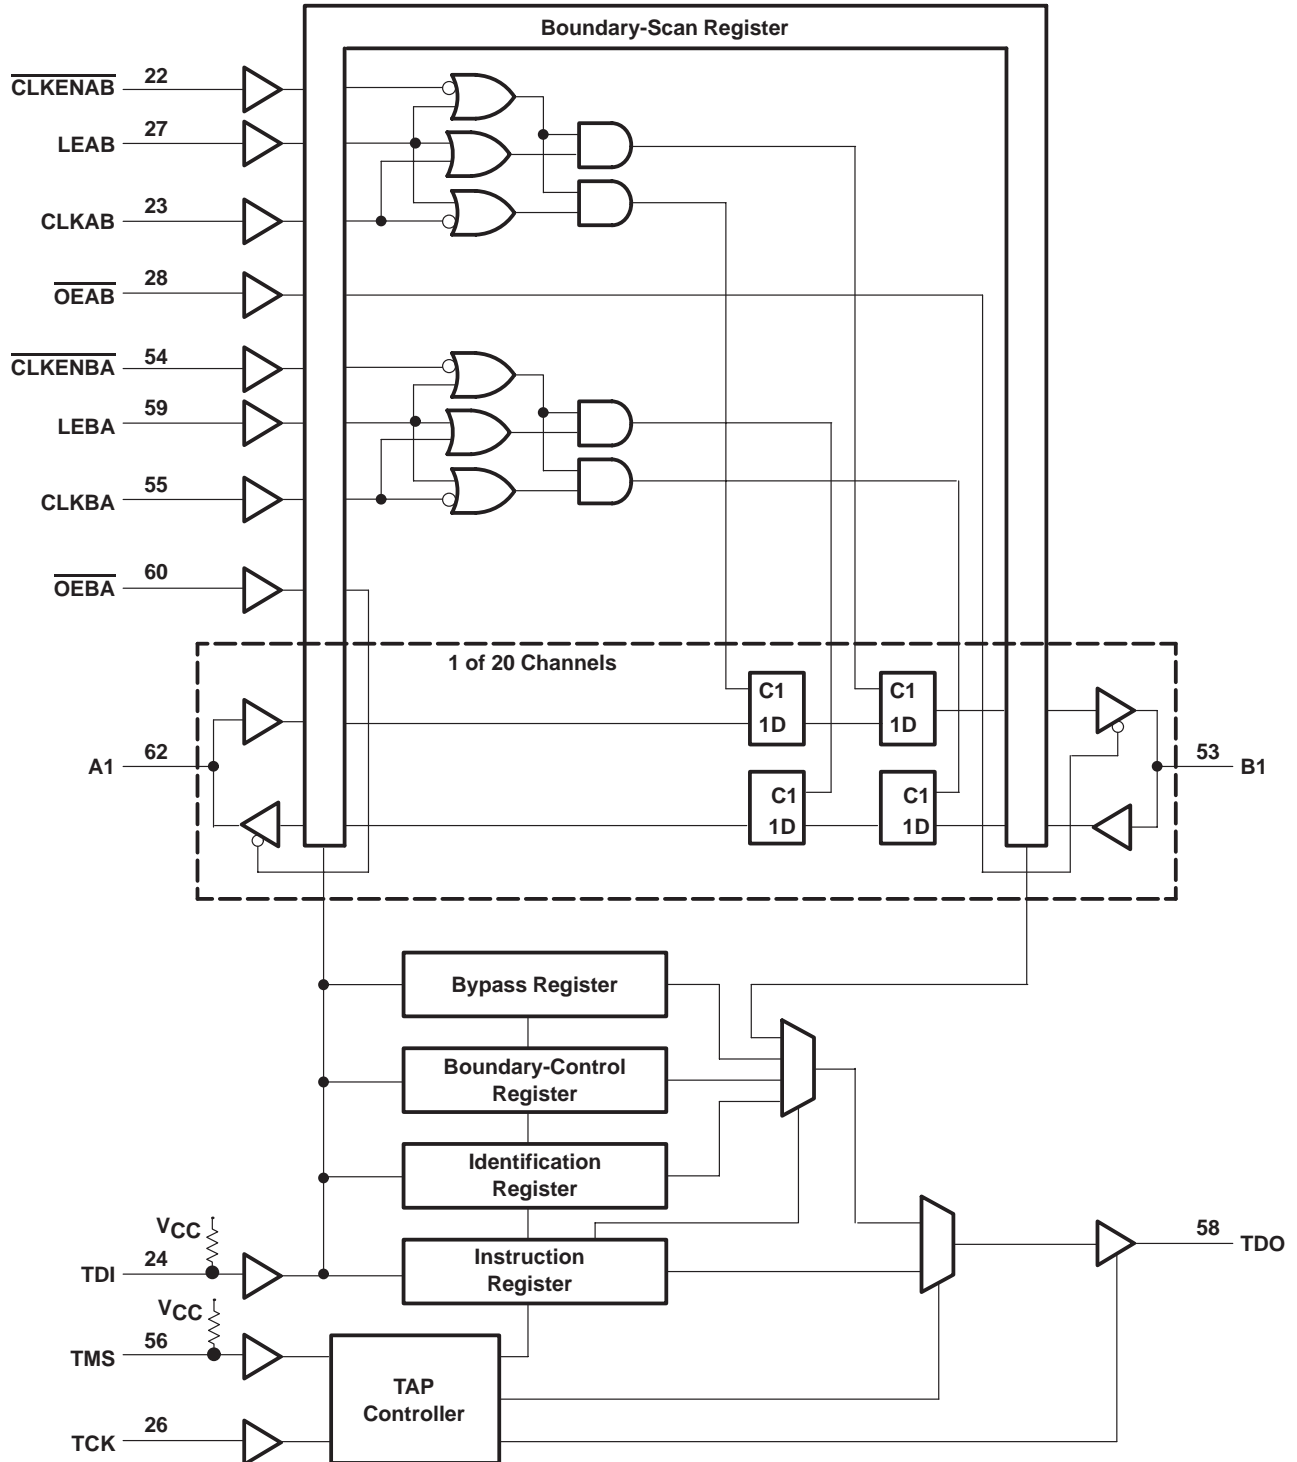 Boundary-Scan Register
CLKENAB 22
LEAB 27
CLKAB 23
OEAB 28
CLKENBA 54
LEBA 59
CLKBA 55
OEBA 60
1 of 20 Channels
C1 C1
1D 1D
A1 62
53 B1
C1 C1
1D 1D
Bypass Register
Boundary-Control
Register
Identification
Register
VCC
TDI 24
Instruction
Register
58 TDO
VCC
TMS 56
TAP
Controller
TCK 26